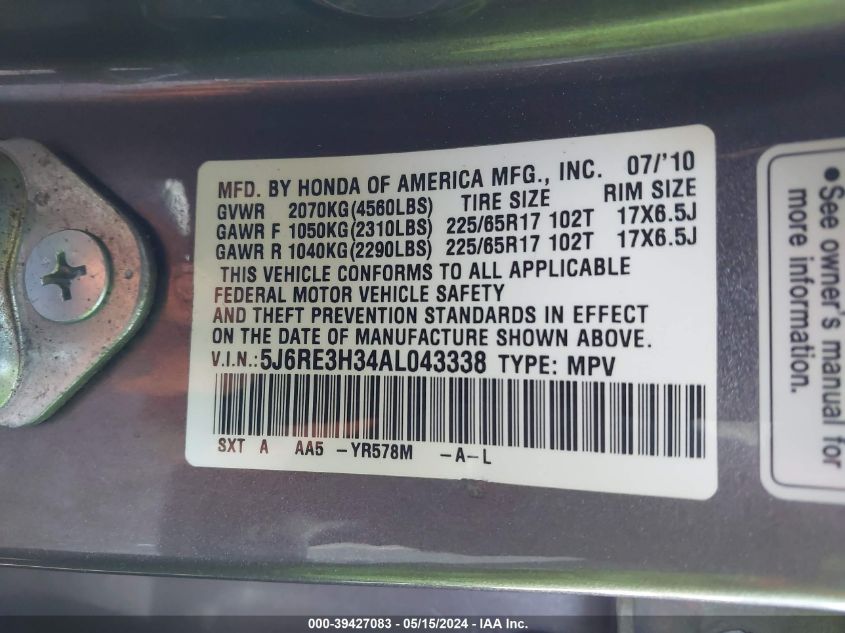 MFD. BY HONDA OF AMERICA MFG., INC. 07/'10
GVWR 2070KG(4560LBS) TIRE SIZE RIM SIZE
GAWR F 1050KG(2310LBS) 225/65R17 102T 17X6.5J
GAWR R 1040KG(2290LBS) 225/65R17 102T 17X6.5J
THIS VEHICLE CONFORMS TO ALL APPLICABLE
FEDERAL MOTOR VEHICLE SAFETY
AND THEFT PREVENTION STANDARDS IN EFFECT
ON THE DATE OF MANUFACTURE SHOWN ABOVE.
V.I.N.:5J6RE3H34AL043338 TYPE: MPV
SXT A AA5 -YR578M -A-L
•See owner's manual for
more information.
000-39427083 - 05/15/2024 - IAA Inc.